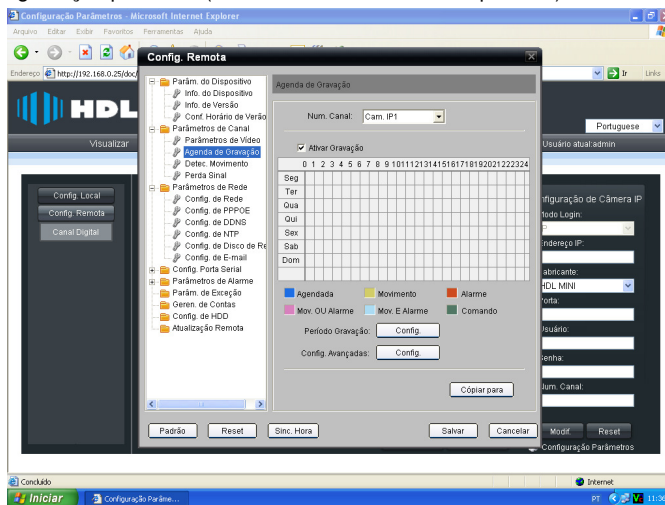 Configuração Parâmetros - Microsoft Internet Explorer
Arquivo Editar Exibir Favoritos Ferramentas Ajuda
Endereço http://192.168.0.25/doc/ Ir Links
HDL
Portuguese
Visualizar
Usuário atual:admin
Config. Local
Config. Remota
Canal Digital
Config. Remota
Parâm. do Dispositivo
Info. do Dispositivo
Info. de Versão
Conf. Horário de Verão
Parâmetros de Canal
Parâmetros de Vídeo
Agenda de Gravação
Detec. Movimento
Perda Sinal
Parâmetros de Rede
Config. de Rede
Config. de PPPOE
Config. de DDNS
Config. de NTP
Config. de Disco de Re
Config. de E-mail
Config. Porta Serial
Parâmetros de Alarme
Parâm. de Exceção
Geren. de Contas
Config. de HDD
Atualização Remota
Agenda de Gravação
Num. Canal: Cam. IP1
Ativar Gravação
0 1 2 3 4 5 6 7 8 9 10 11 12 13 14 15 16 17 18 19 20 21 22 23 24
Seg
Ter
Qua
Qui
Sex
Sab
Dom
Agendada Movimento Alarme
Mov. OU Alarme Mov. E Alarme Comando
Período Gravação: Config.
Config. Avançadas: Config.
Cópiar para
Padrão Reset Sinc. Hora Salvar Cancelar
nfiguração de Câmera IP
Modo Login:
Endereço IP:
abricante:
HDL MINI
orta:
Usuário:
Senha:
Num. Canal:
Modif. Reset
Configuração Parâmetros
Concluído Internet
Iniciar Configuração Parâme... PT 11:36